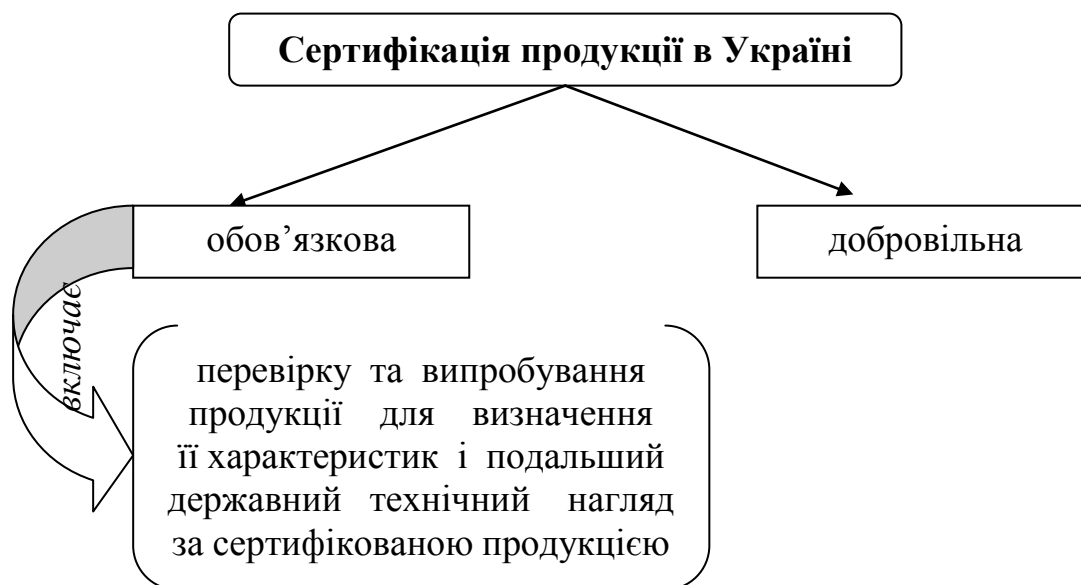 Сертифікація продукції в Україні
обов’язкова
добровільна
включає
перевірку та випробування
продукції для визначення
її характеристик і подальший
державний технічний нагляд
за сертифікованою продукцією